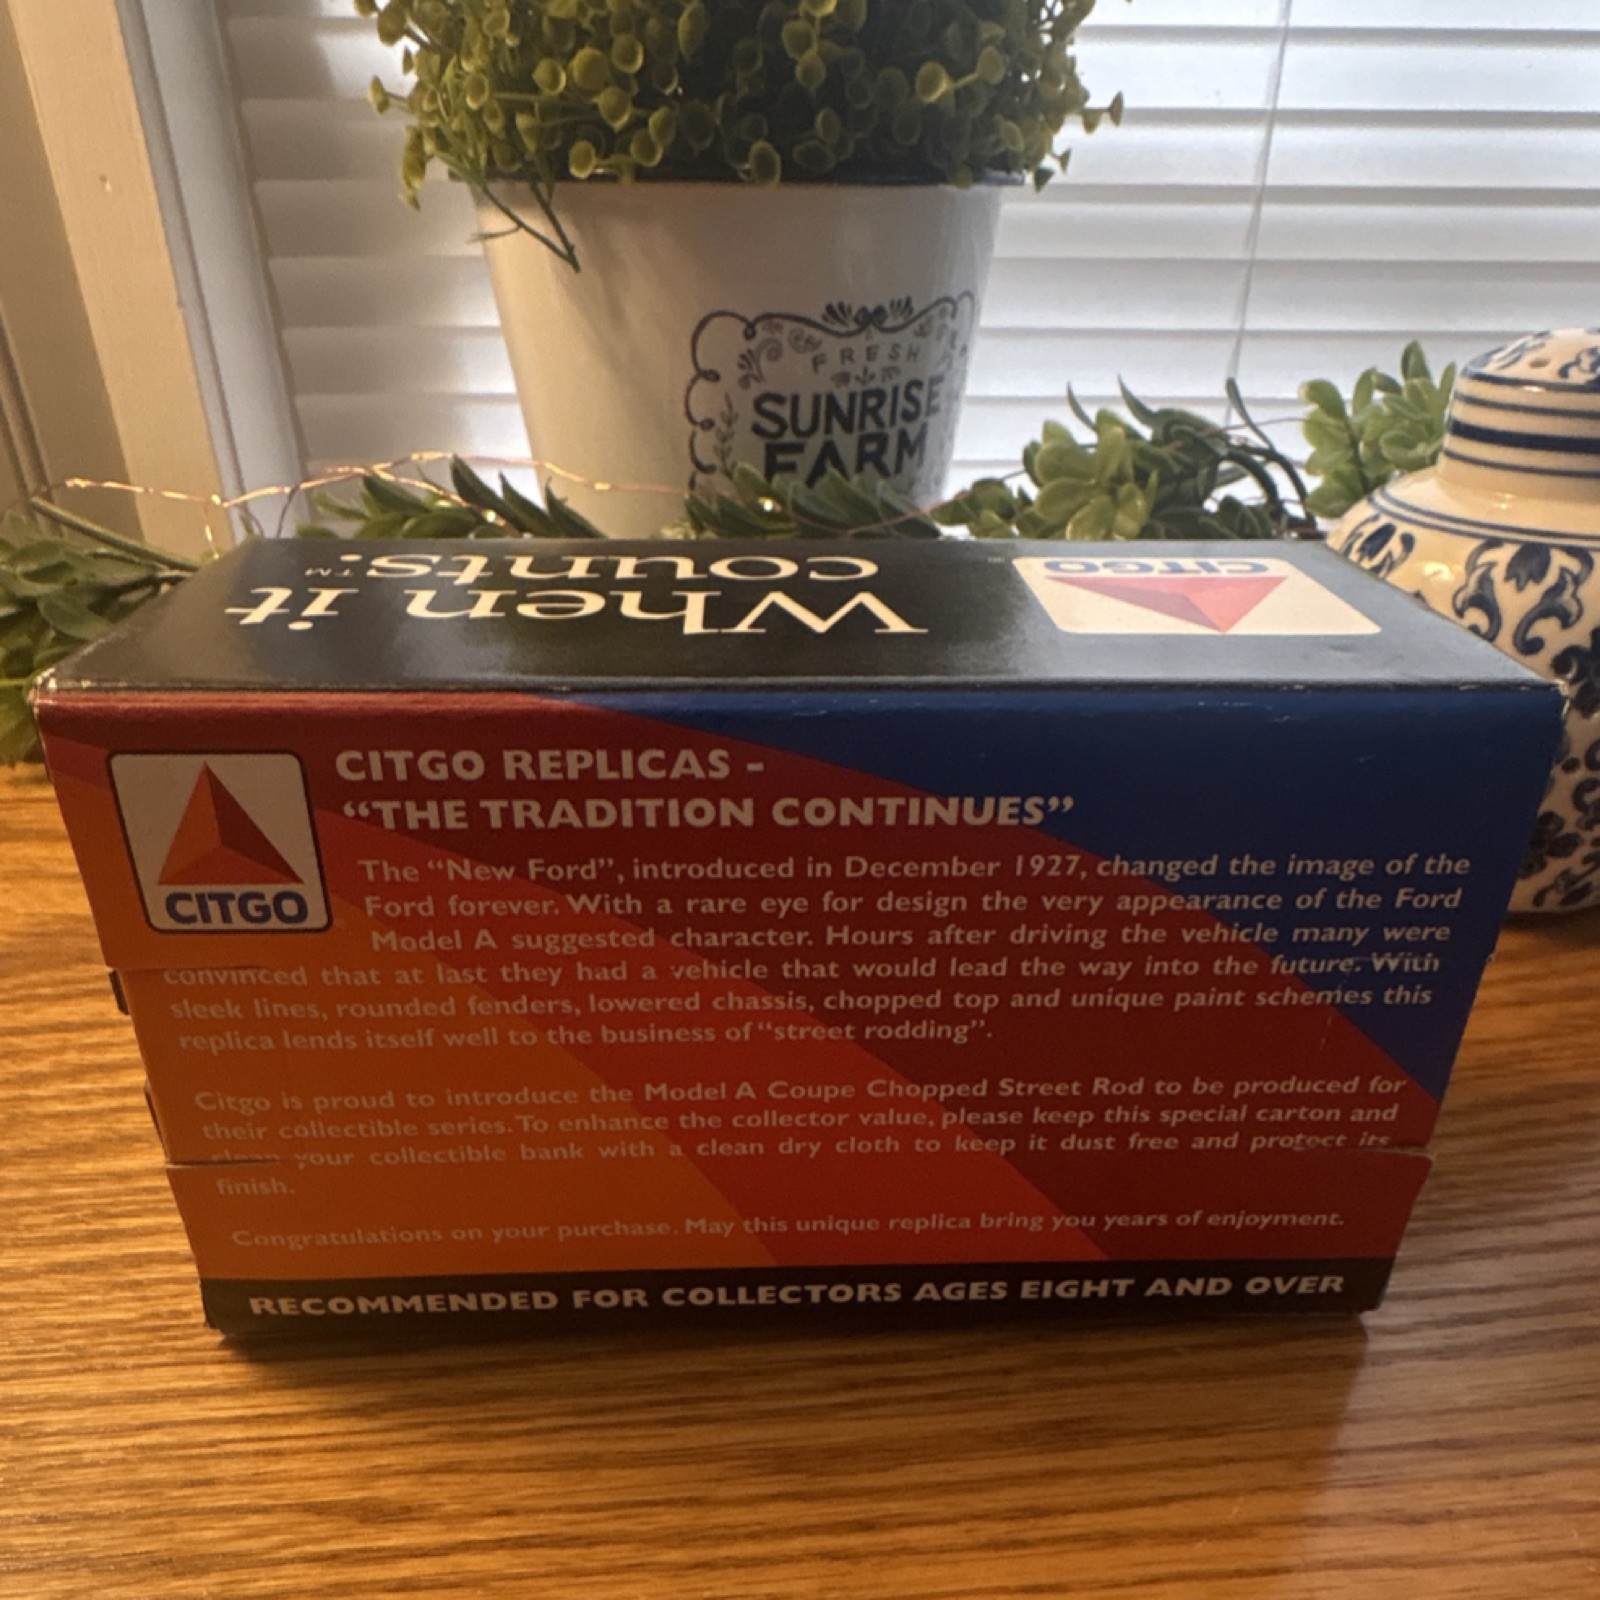 FRESH
SUNRISE
FARM
When it
counts.™
CITGO
CITGO
CITGO REPLICAS -
“THE TRADITION CONTINUES”
The “New Ford”, introduced in December 1927, changed the image of the
Ford forever. With a rare eye for design the very appearance of the Ford
Model A suggested character. Hours after driving the vehicle many were
convinced that at last they had a vehicle that would lead the way into the future. With
sleek lines, rounded fenders, lowered chassis, chopped top and unique paint schemes this
replica lends itself well to the business of “street rodding”.
Citgo is proud to introduce the Model A Coupe Chopped Street Rod to be produced for
their collectible series. To enhance the collector value, please keep this special carton and
clean your collectible bank with a clean dry cloth to keep it dust free and protect its
finish.
Congratulations on your purchase. May this unique replica bring you years of enjoyment.
RECOMMENDED FOR COLLECTORS AGES EIGHT AND OVER